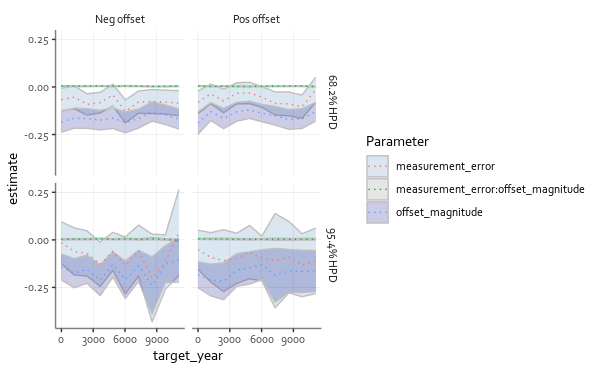 Neg offset
Pos offset
0.25
0.00
-0.25
68.2% HPD
0.25
0.00
-0.25
95.4% HPD
estimate
0
3000
6000
9000
0
3000
6000
9000
target_year
Parameter
measurement_error
measurement_error:offset_magnitude
offset_magnitude